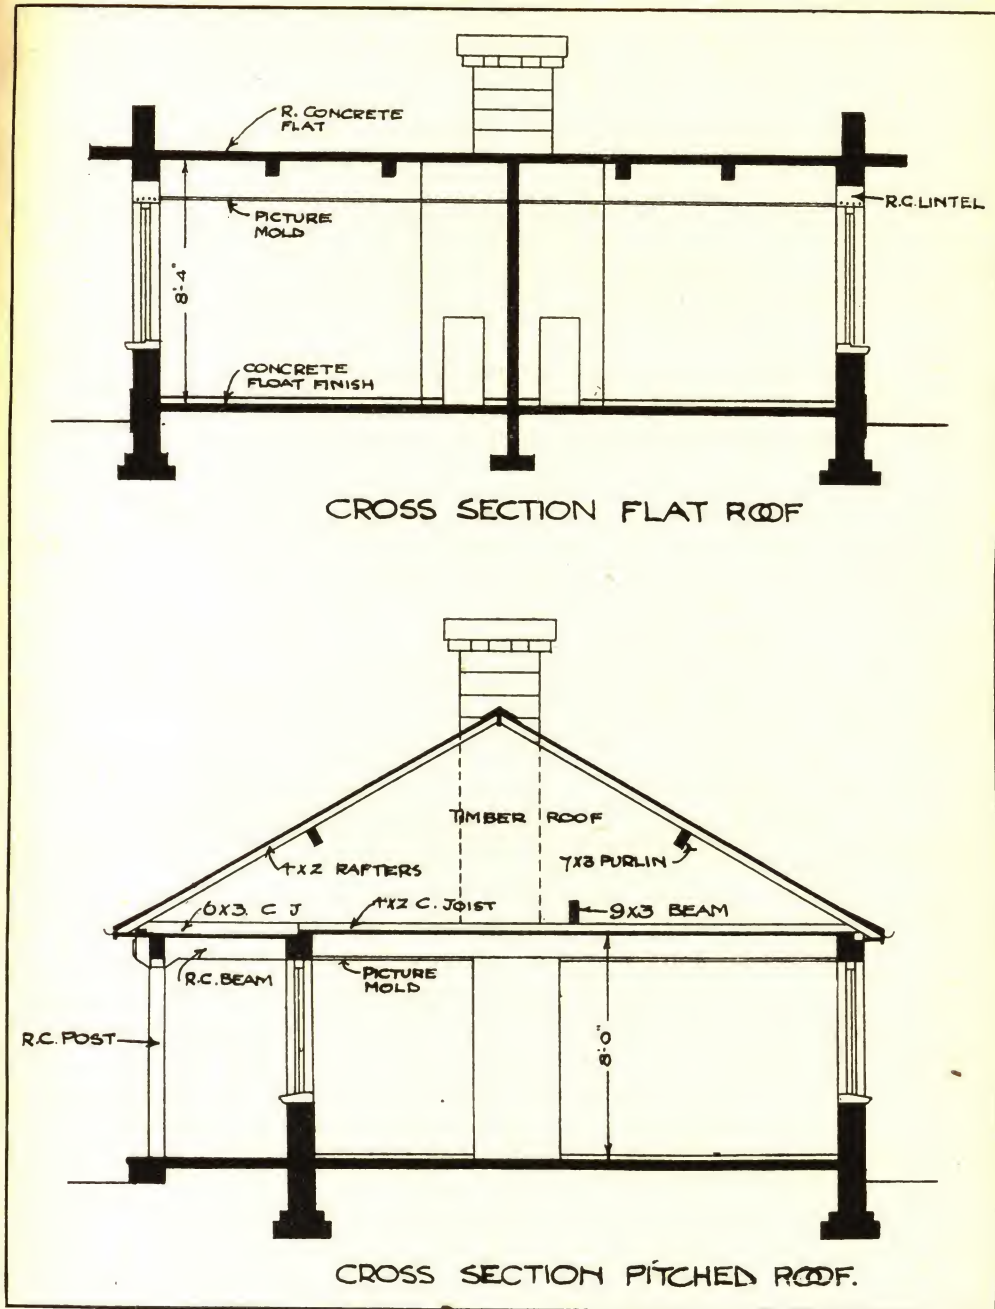 R. CONCRETE
FLAT
PICTURE
MOLD
R.C. LINTEL
8'-4"
CONCRETE
FLOAT FINISH
CROSS SECTION FLAT ROOF
TIMBER ROOF
4X2 RAFTERS
7X3 PURLIN
6X3. C J
4X2 C. JOIST
9X3 BEAM
R.C. BEAM
PICTURE
MOLD
R.C. POST
8'-0"
CROSS SECTION PITCHED ROOF.